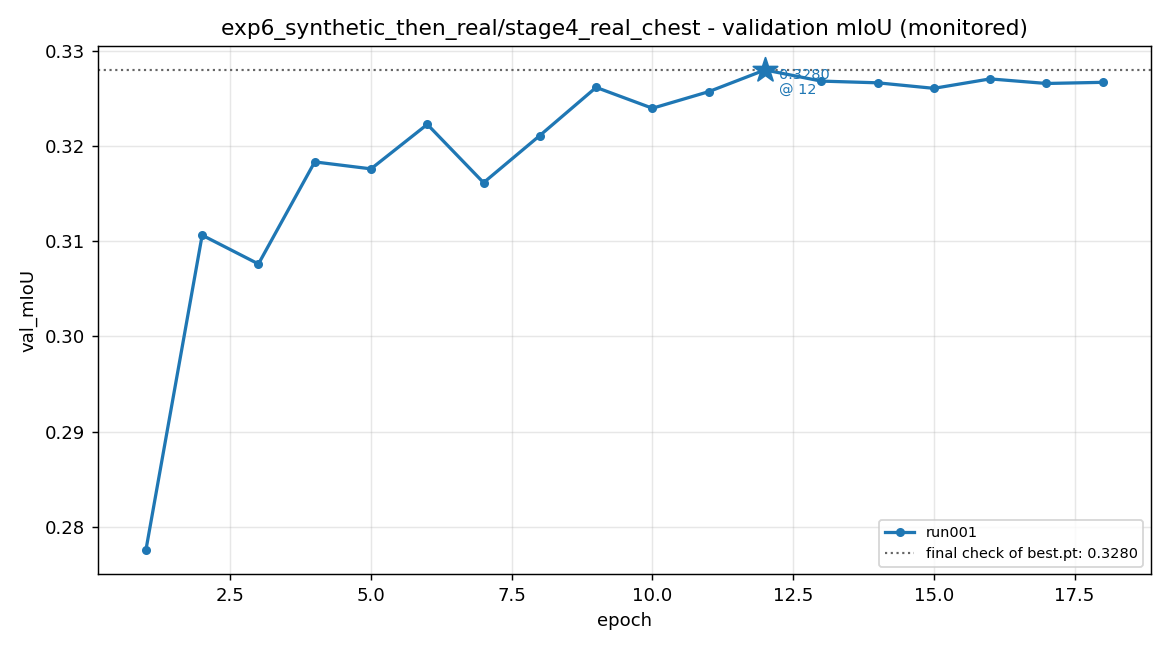 exp6_synthetic_then_real/stage4_real_chest - validation mIoU (monitored)
0.33
0.32
0.31
0.30
0.29
0.28
val_mIoU
0.3280
@ 12
run001
final check of best.pt: 0.3280
2.5 5.0 7.5 10.0 12.5 15.0 17.5
epoch